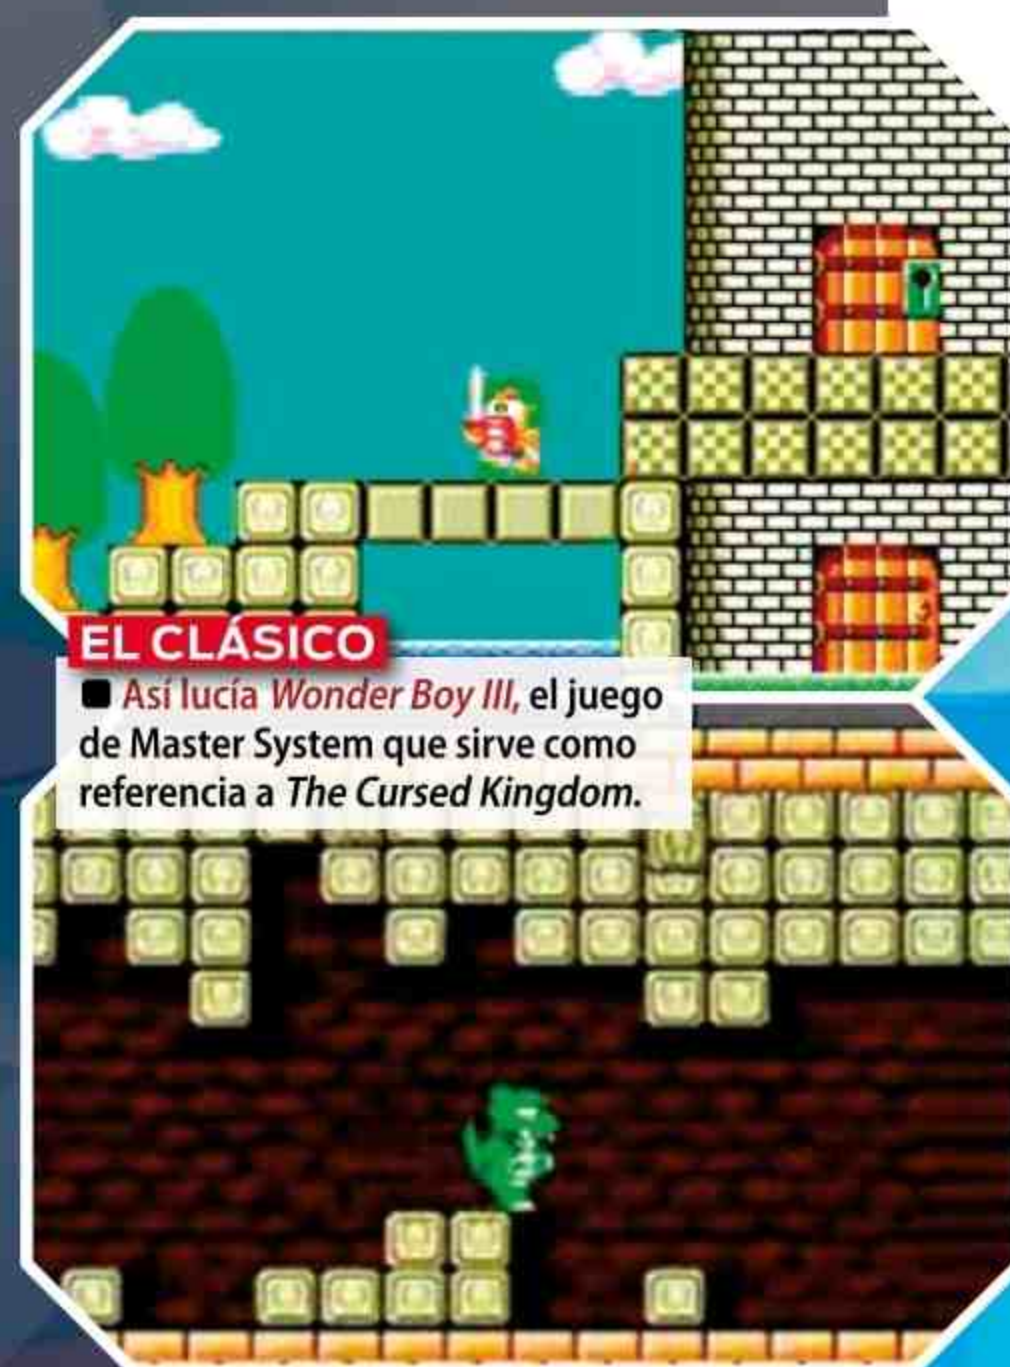 EL CLÁSICO
■ Así lucía Wonder Boy III, el juego
de Master System que sirve como
referencia a The Cursed Kingdom.